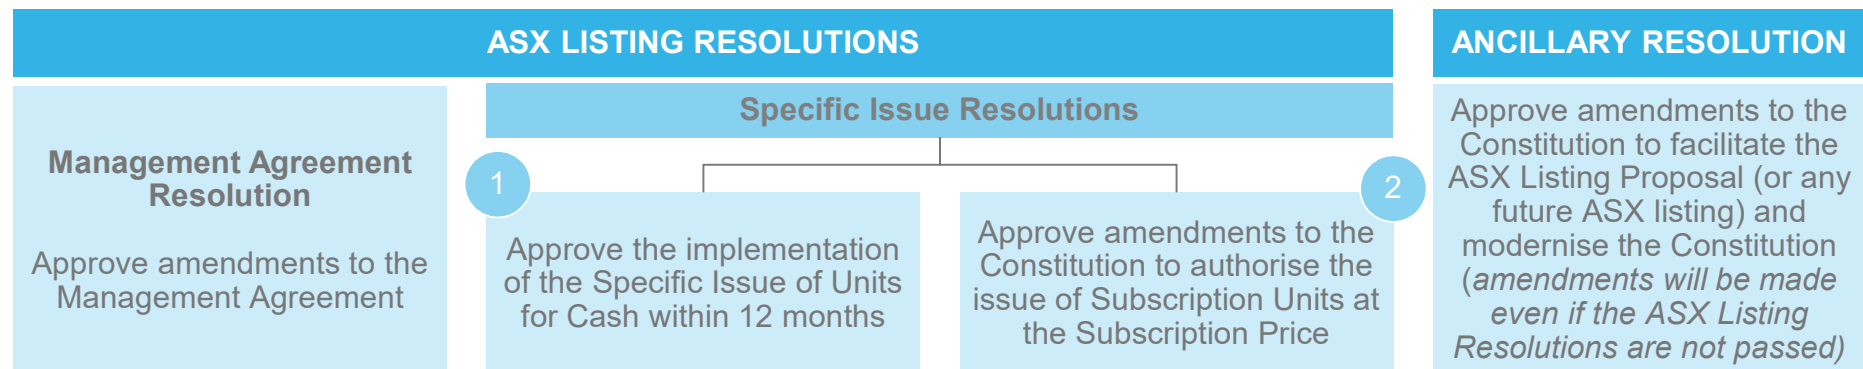 ASX LISTING RESOLUTIONS
Management Agreement
Resolution
Approve amendments to the
Management Agreement
Specific Issue Resolutions
1
Approve the implementation
of the Specific Issue of Units
for Cash within 12 months
2
Approve amendments to the
Constitution to authorise the
issue of Subscription Units at
the Subscription Price
ANCILLARY RESOLUTION
Approve amendments to the
Constitution to facilitate the
ASX Listing Proposal (or any
future ASX listing) and
modernise the Constitution
(amendments will be made
even if the ASX Listing
Resolutions are not passed)